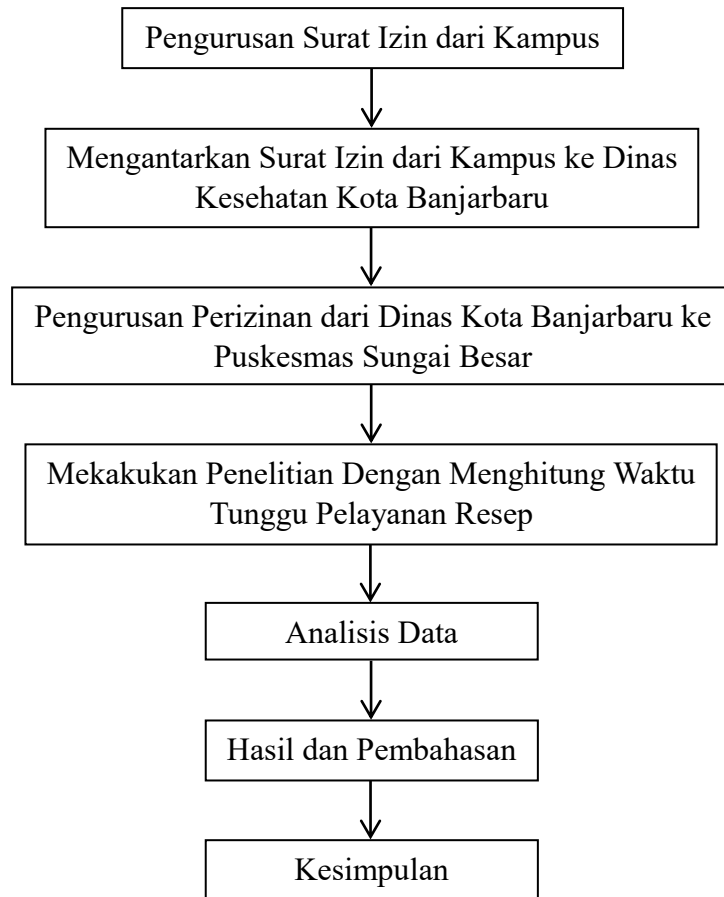 Pengurusan Surat Izin dari Kampus
Mengantarkan Surat Izin dari Kampus ke Dinas
Kesehatan Kota Banjarbaru
Pengurusan Perizinan dari Dinas Kota Banjarbaru ke
Puskesmas Sungai Besar
Mekakukan Penelitian Dengan Menghitung Waktu
Tunggu Pelayanan Resep
Analisis Data
Hasil dan Pembahasan
Kesimpulan